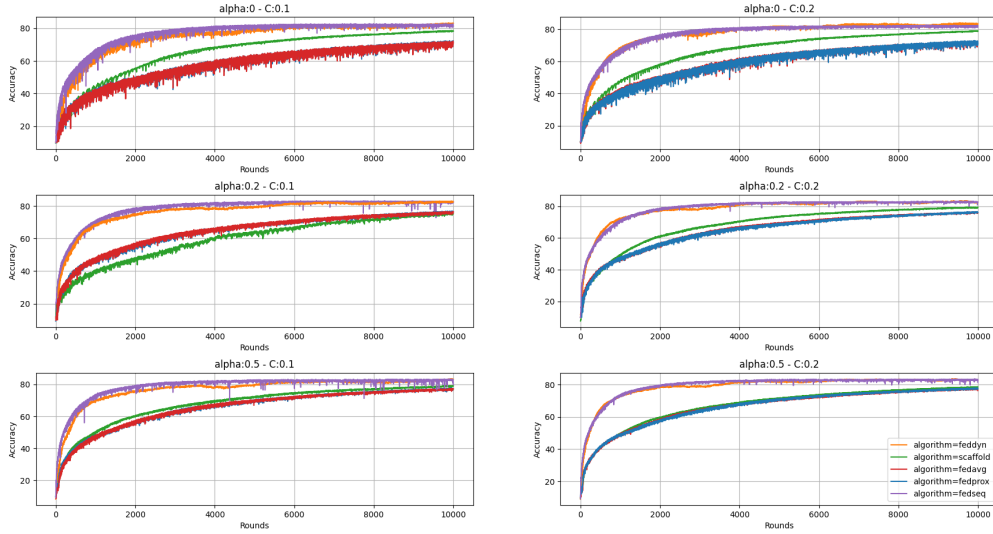 alpha:0 - C:0.1
Accuracy
80
60
40
20
0
2000
4000
6000
8000
10000
Rounds
alpha:0 - C:0.2
Accuracy
80
60
40
20
0
2000
4000
6000
8000
10000
Rounds
alpha:0.2 - C:0.1
Accuracy
80
60
40
20
0
2000
4000
6000
8000
10000
Rounds
alpha:0.2 - C:0.2
Accuracy
80
60
40
20
0
2000
4000
6000
8000
10000
Rounds
alpha:0.5 - C:0.1
Accuracy
80
60
40
20
0
2000
4000
6000
8000
10000
Rounds
alpha:0.5 - C:0.2
Accuracy
80
60
40
20
0
2000
4000
6000
8000
10000
Rounds
algorithm=feddyn
algorithm=scaffold
algorithm=fedavg
algorithm=fedprox
algorithm=fedseq